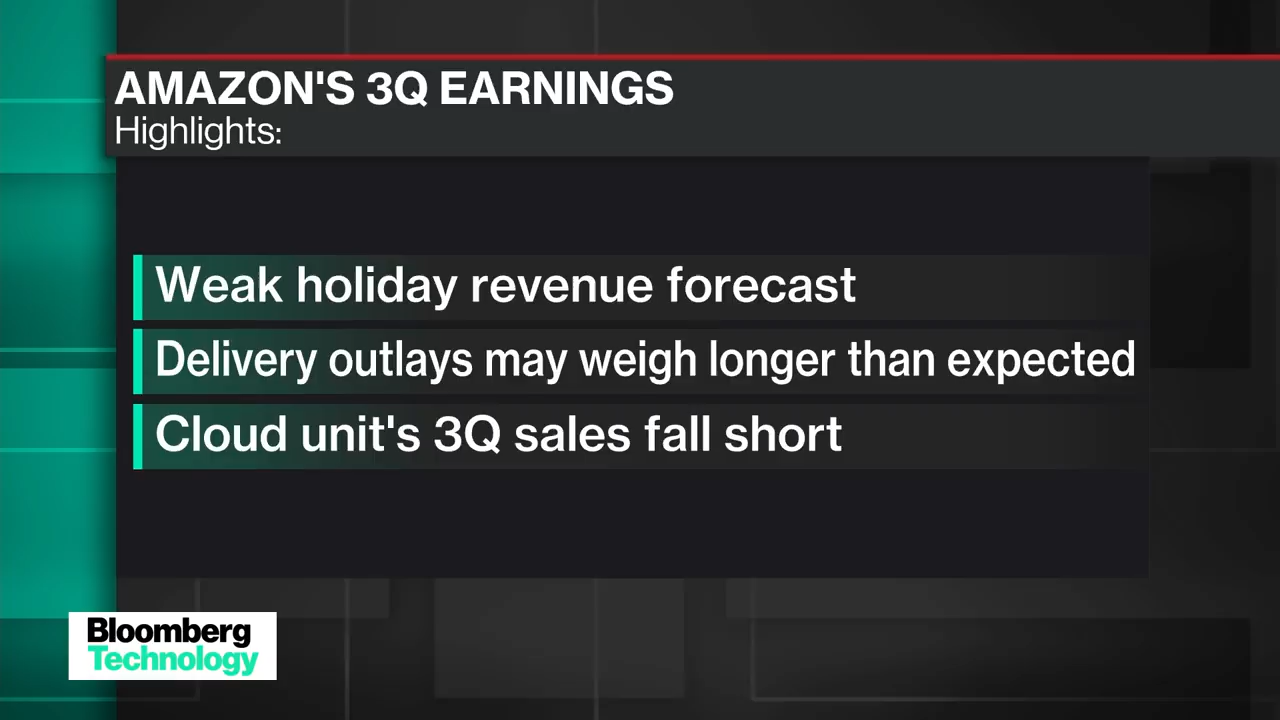 AMAZON'S 3Q EARNINGS
Highlights:
Weak holiday revenue forecast
Delivery outlays may weigh longer than expected
Cloud unit's 3Q sales fall short
Bloomberg
Technology